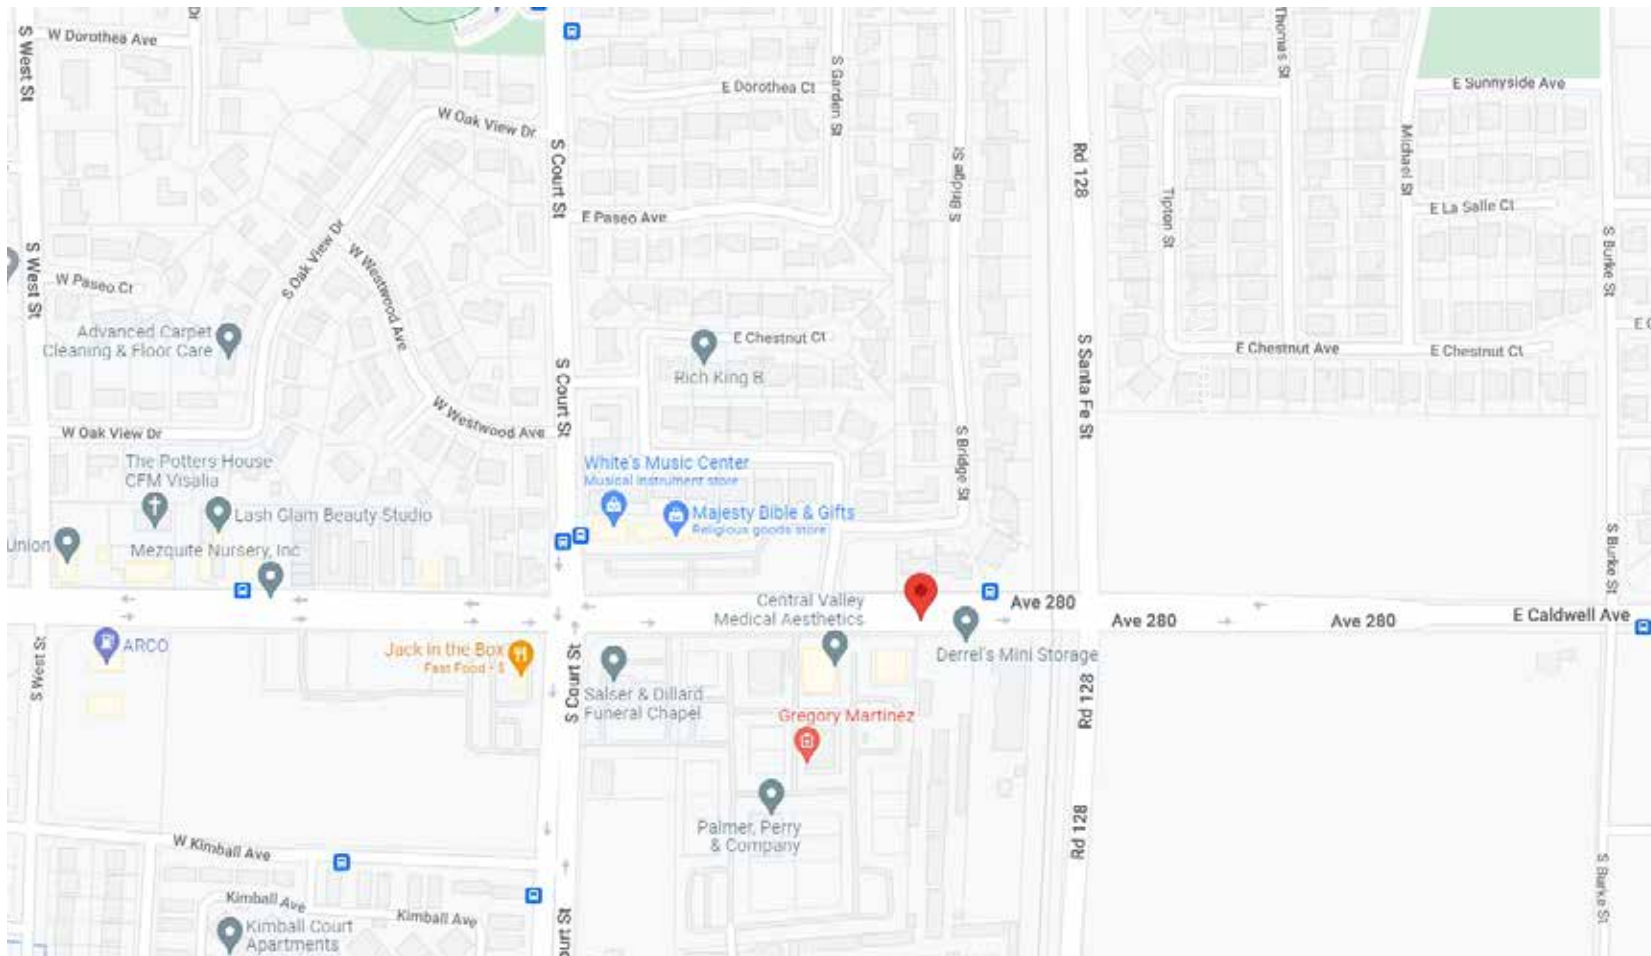 W Dorothea Ave
S West St
E Dorothea Ct
S Garden St
Thomas St
E Sunnyside Ave
W Oak View Dr
S Court St
S Bridge St
Rd 128
Michael St
Tipton St
E La Salle Ct
E Paseo Ave
S West St
W Paseo Ct
S Oak View Dr
W Westwood Ave
S Burke St
Advanced Carpet
Cleaning & Floor Care
E Chestnut Ct
Rich King B
S Santa Fe St
E Chestnut Ave
E Chestnut Ct
S Court St
W Westwood Ave
W Oak View Dr
The Potters House
CFM Visalia
White's Music Center
Musical instrument store
S Bridge St
Lash Glam Beauty Studio
Majesty Bible & Gifts
Religious goods store
Union
Mezquite Nursery, Inc
S Burke St
Central Valley
Medical Aesthetics
Ave 280
Ave 280
Ave 280
E Caldwell Ave
ARCO
S West St
Jack in the Box
Fast Food • $
S Court St
Salser & Dillard
Funeral Chapel
Derrel's Mini Storage
Gregory Martinez
Rd 128
Palmer, Perry
& Company
Rd 128
W Kimball Ave
Kimball Ave
Kimball Ave
Kimball Court
Apartments
S Burke St